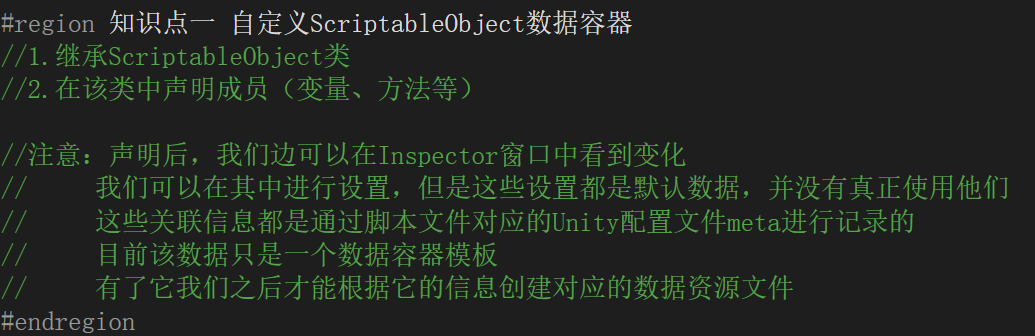 #region 知识点一 自定义ScriptableObject数据容器
//1.继承ScriptableObject类
//2.在该类中声明成员（变量、方法等）
//注意：声明后，我们边可以在Inspector窗口中看到变化
//     我们可以在其中进行设置，但是这些设置都是默认数据，并没有真正使用他们
//     这些关联信息都是通过脚本文件对应的Unity配置文件meta进行记录的
//     目前该数据只是一个数据容器模板
//     有了它我们之后才能根据它的信息创建对应的数据资源文件
#endregion